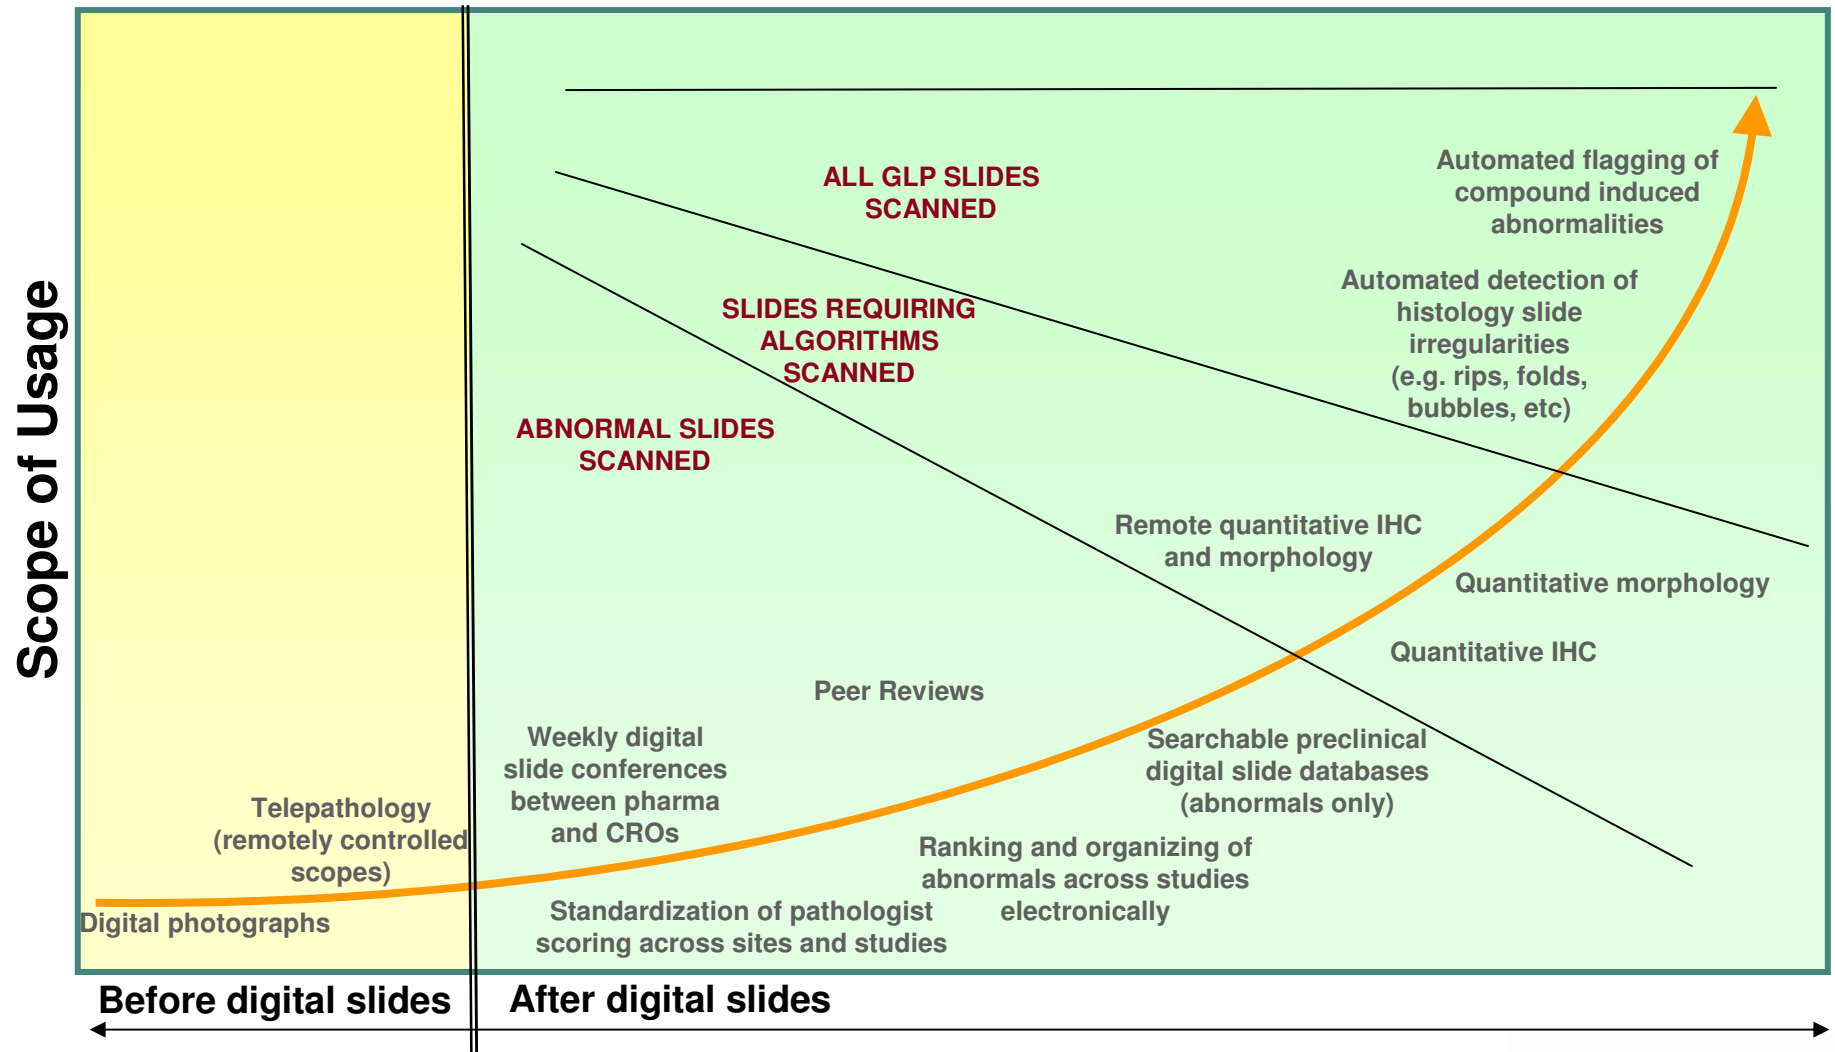 Scope of Usage
ALL GLP SLIDES
SCANNED
SLIDES REQUIRING
ALGORITHMS
SCANNED
ABNORMAL SLIDES
SCANNED
Automated flagging of
compound induced
abnormalities
Automated detection of
histology slide
irregularities
(e.g. rips, folds,
bubbles, etc)
Remote quantitative IHC
and morphology
Quantitative morphology
Quantitative IHC
Peer Reviews
Weekly digital
slide conferences
between pharma
and CROs
Searchable preclinical
digital slide databases
(abnormals only)
Telepathology
(remotely controlled
scopes)
Ranking and organizing of
abnormals across studies
electronically
Digital photographs
Standardization of pathologist
scoring across sites and studies
Before digital slides
After digital slides